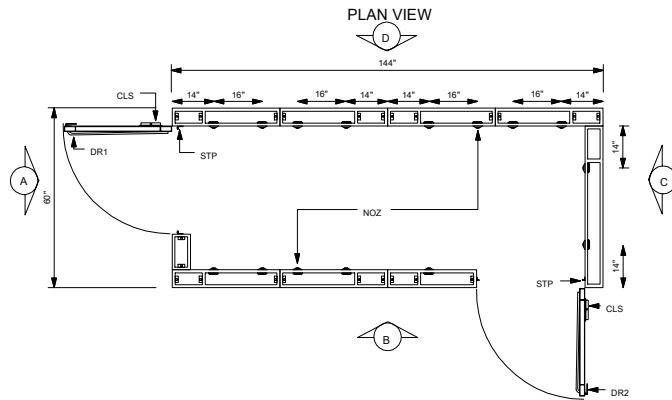 PLAN VIEW
D
144"
CLS
14" 16" 16" 14" 14" 16" 16" 14"
DR1
STP
14"
A
60"
NOZ
C
14"
STP
CLS
B
DR2